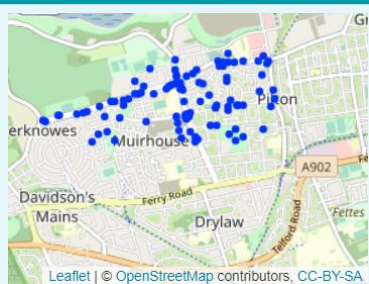 Gr
Pilton
erknowes
Muirhouse
A902
Fe
Davidson's
Mains
Ferry Road
Telford Road
Fettes
Drylaw
Leaflet | © OpenStreetMap contributors, CC-BY-SA